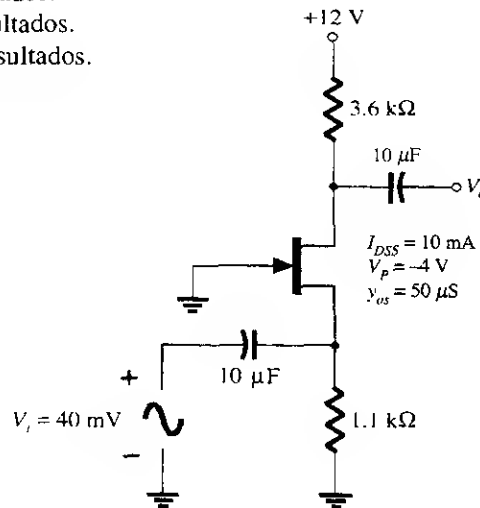 ultados.
sultados.
+12 V
3.6 kΩ
10 μF
I_DSS = 10 mA
V_P = –4 V
y_os = 50 μS
10 μF
V_i = 40 mV
+
–
1.1 kΩ